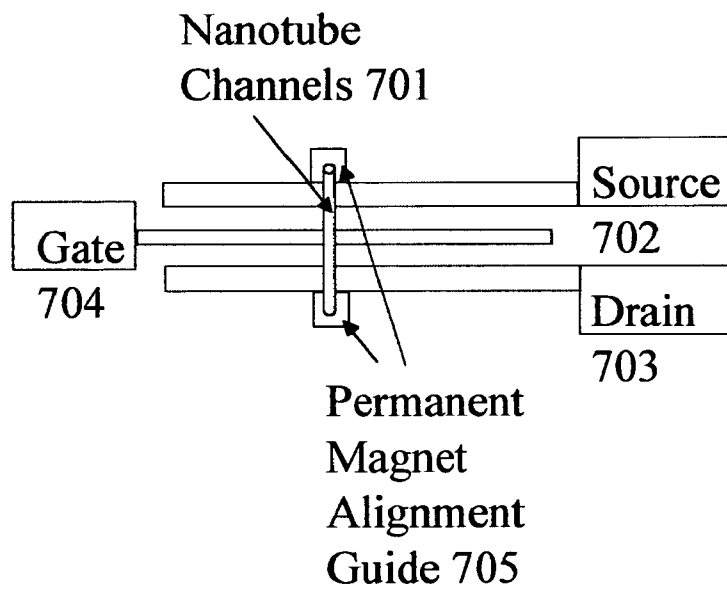 Nanotube
Channels 701
Source
702
Gate
704
Drain
703
Permanent
Magnet
Alignment
Guide 705